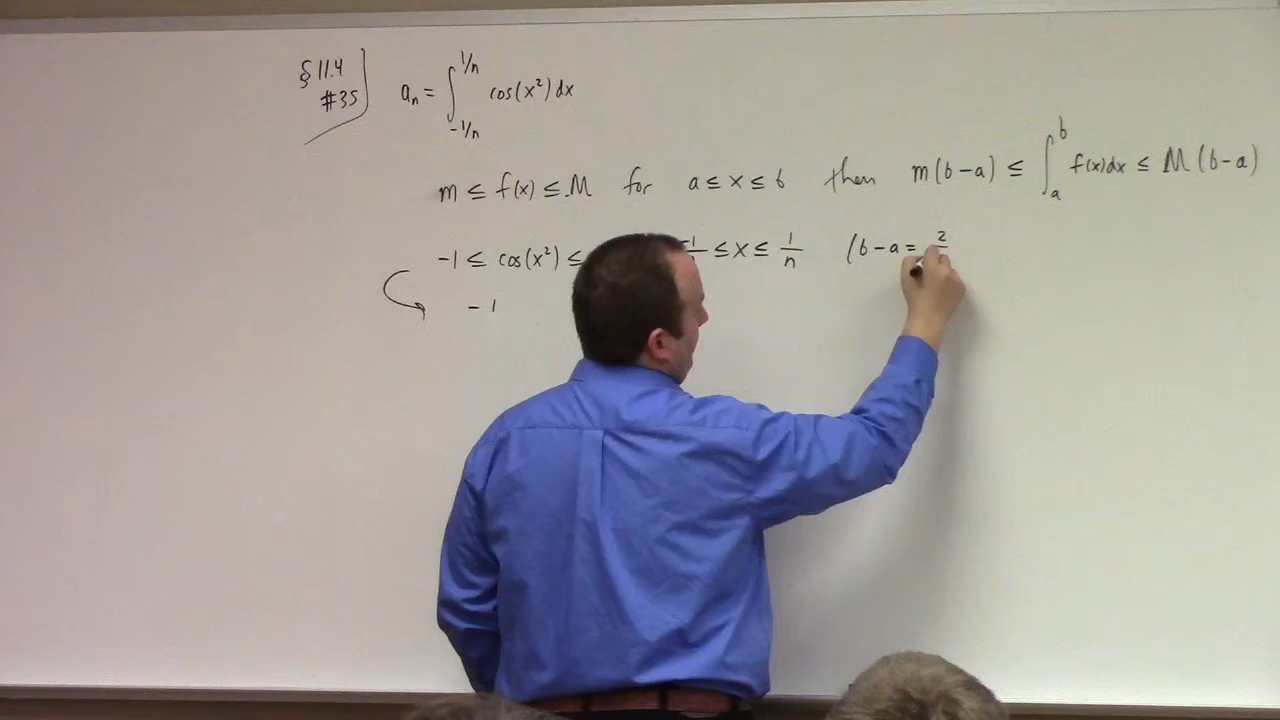 § 11.4
#35
aₙ = ∫_{-1/n}^{1/n} cos(x²) dx
m ≤ f(x) ≤ M for a ≤ x ≤ b then m(b-a) ≤ ∫_a^b f(x)dx ≤ M(b-a)
-1 ≤ cos(x²) ≤ ≤ x ≤ 1/n (b-a = 2
-1